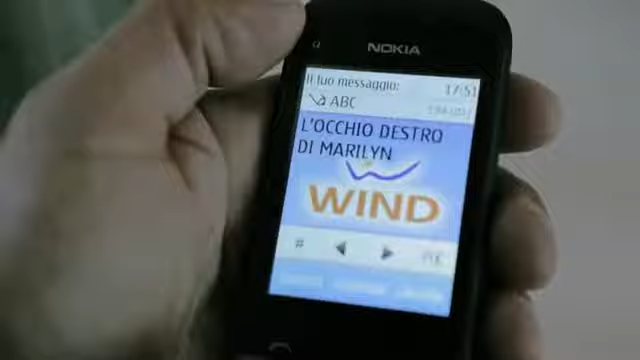 NOKIA
Il tuo messaggio:
17:51
ABC
L'OCCHIO DESTRO
DI MARILYN
WIND
#